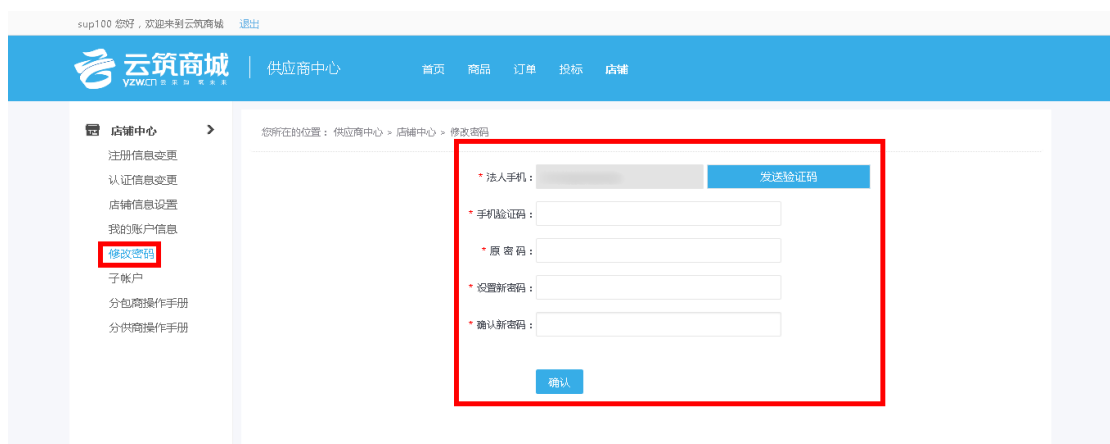 sup100 您好，欢迎来到云筑商城 退出
云筑商城 供应商中心 首页 商品 订单 投标 店铺
yzw.cn
店铺中心
您所在的位置： 供应商中心 > 店铺中心 > 修改密码
注册信息变更
认证信息变更
店铺信息设置
我的账户信息
修改密码
子帐户
分包商操作手册
分供商操作手册
* 法人手机： 发送验证码
* 手机验证码：
* 原 密 码：
* 设置新密码：
* 确认新密码：
确认